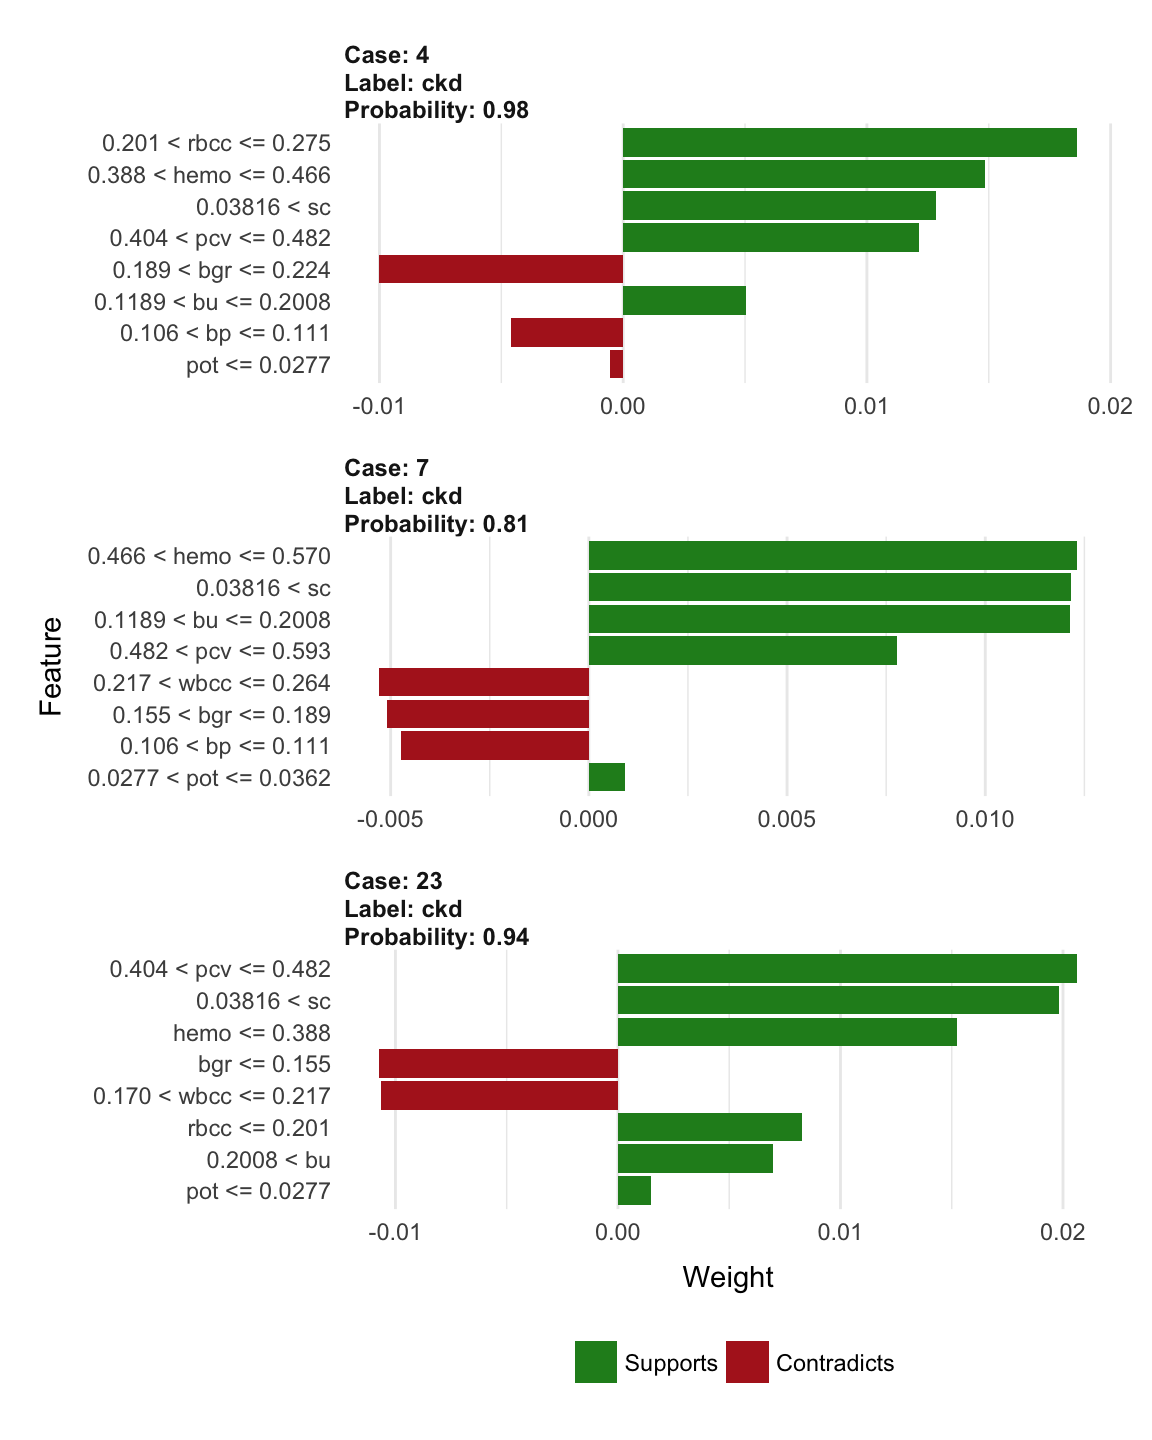 Case: 4
Label: ckd
Probability: 0.98
0.201 < rbcc <= 0.275
0.388 < hemo <= 0.466
0.03816 < sc
0.404 < pcv <= 0.482
0.189 < bgr <= 0.224
0.1189 < bu <= 0.2008
0.106 < bp <= 0.111
pot <= 0.0277
-0.01 0.00 0.01 0.02
Case: 7
Label: ckd
Probability: 0.81
0.466 < hemo <= 0.570
0.03816 < sc
0.1189 < bu <= 0.2008
0.482 < pcv <= 0.593
0.217 < wbcc <= 0.264
0.155 < bgr <= 0.189
0.106 < bp <= 0.111
0.0277 < pot <= 0.0362
-0.005 0.000 0.005 0.010
Feature
Case: 23
Label: ckd
Probability: 0.94
0.404 < pcv <= 0.482
0.03816 < sc
hemo <= 0.388
bgr <= 0.155
0.170 < wbcc <= 0.217
rbcc <= 0.201
0.2008 < bu
pot <= 0.0277
-0.01 0.00 0.01 0.02
Weight
Supports Contradicts